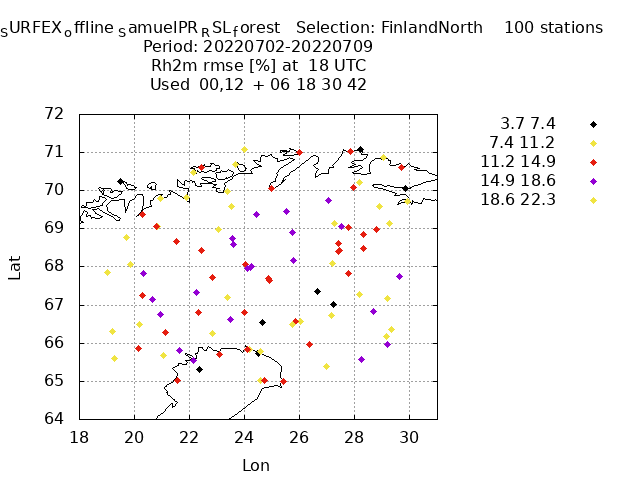 SURFEXoffline SamuelPRRSLforest Selection: FinlandNorth 100 stations
Period: 20220702-20220709
Rh2m rmse [%] at 18 UTC
Used 00,12 + 06 18 30 42
72
71
70
69
68
67
66
65
64
18 20 22 24 26 28 30
Lat
Lon
3.7 7.4
7.4 11.2
11.2 14.9
14.9 18.6
18.6 22.3